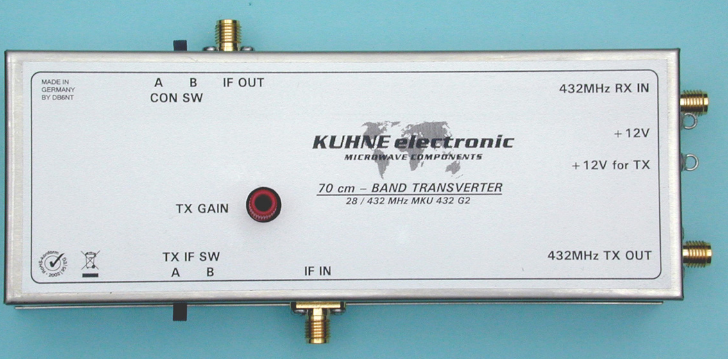 MADE IN
GERMANY
BY DB6NT
A B IF OUT
CON SW
432MHz RX IN
+12V
+12V for TX
KUHNE electronic
MICROWAVE COMPONENTS
70 cm – BAND TRANSVERTER
28 / 432 MHz MKU 432 G2
TX GAIN
TX IF SW
A B
IF IN
432MHz TX OUT